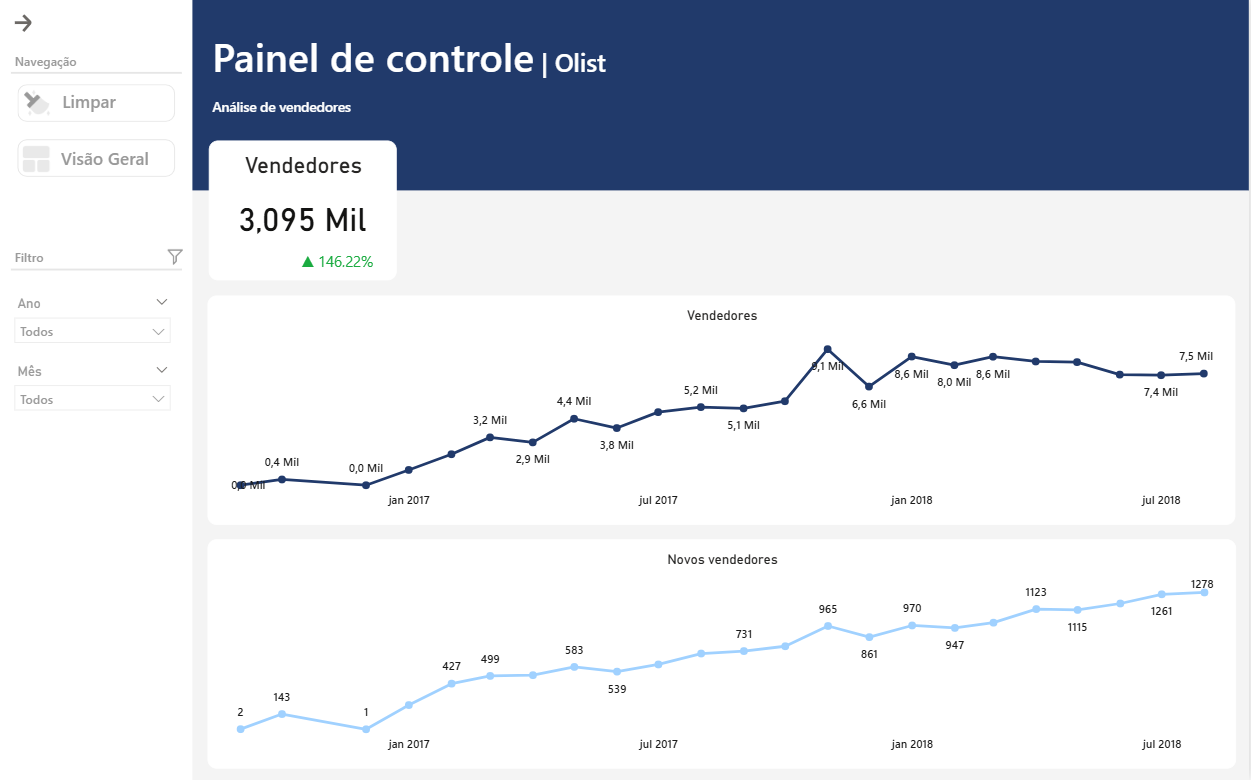 Navegação
Limpar
Visão Geral
Filtro
Ano
Todos
Mês
Todos
Painel de controle | Olist
Análise de vendedores
Vendedores
3,095 Mil
▲ 146.22%
Vendedores
0,0 Mil
0,4 Mil
0,0 Mil
3,2 Mil
2,9 Mil
4,4 Mil
3,8 Mil
5,2 Mil
5,1 Mil
9,1 Mil
6,6 Mil
8,6 Mil
8,0 Mil
8,6 Mil
7,4 Mil
7,5 Mil
jan 2017
jul 2017
jan 2018
jul 2018
Novos vendedores
2
143
1
427
499
583
539
731
965
861
970
947
1123
1115
1261
1278
jan 2017
jul 2017
jan 2018
jul 2018